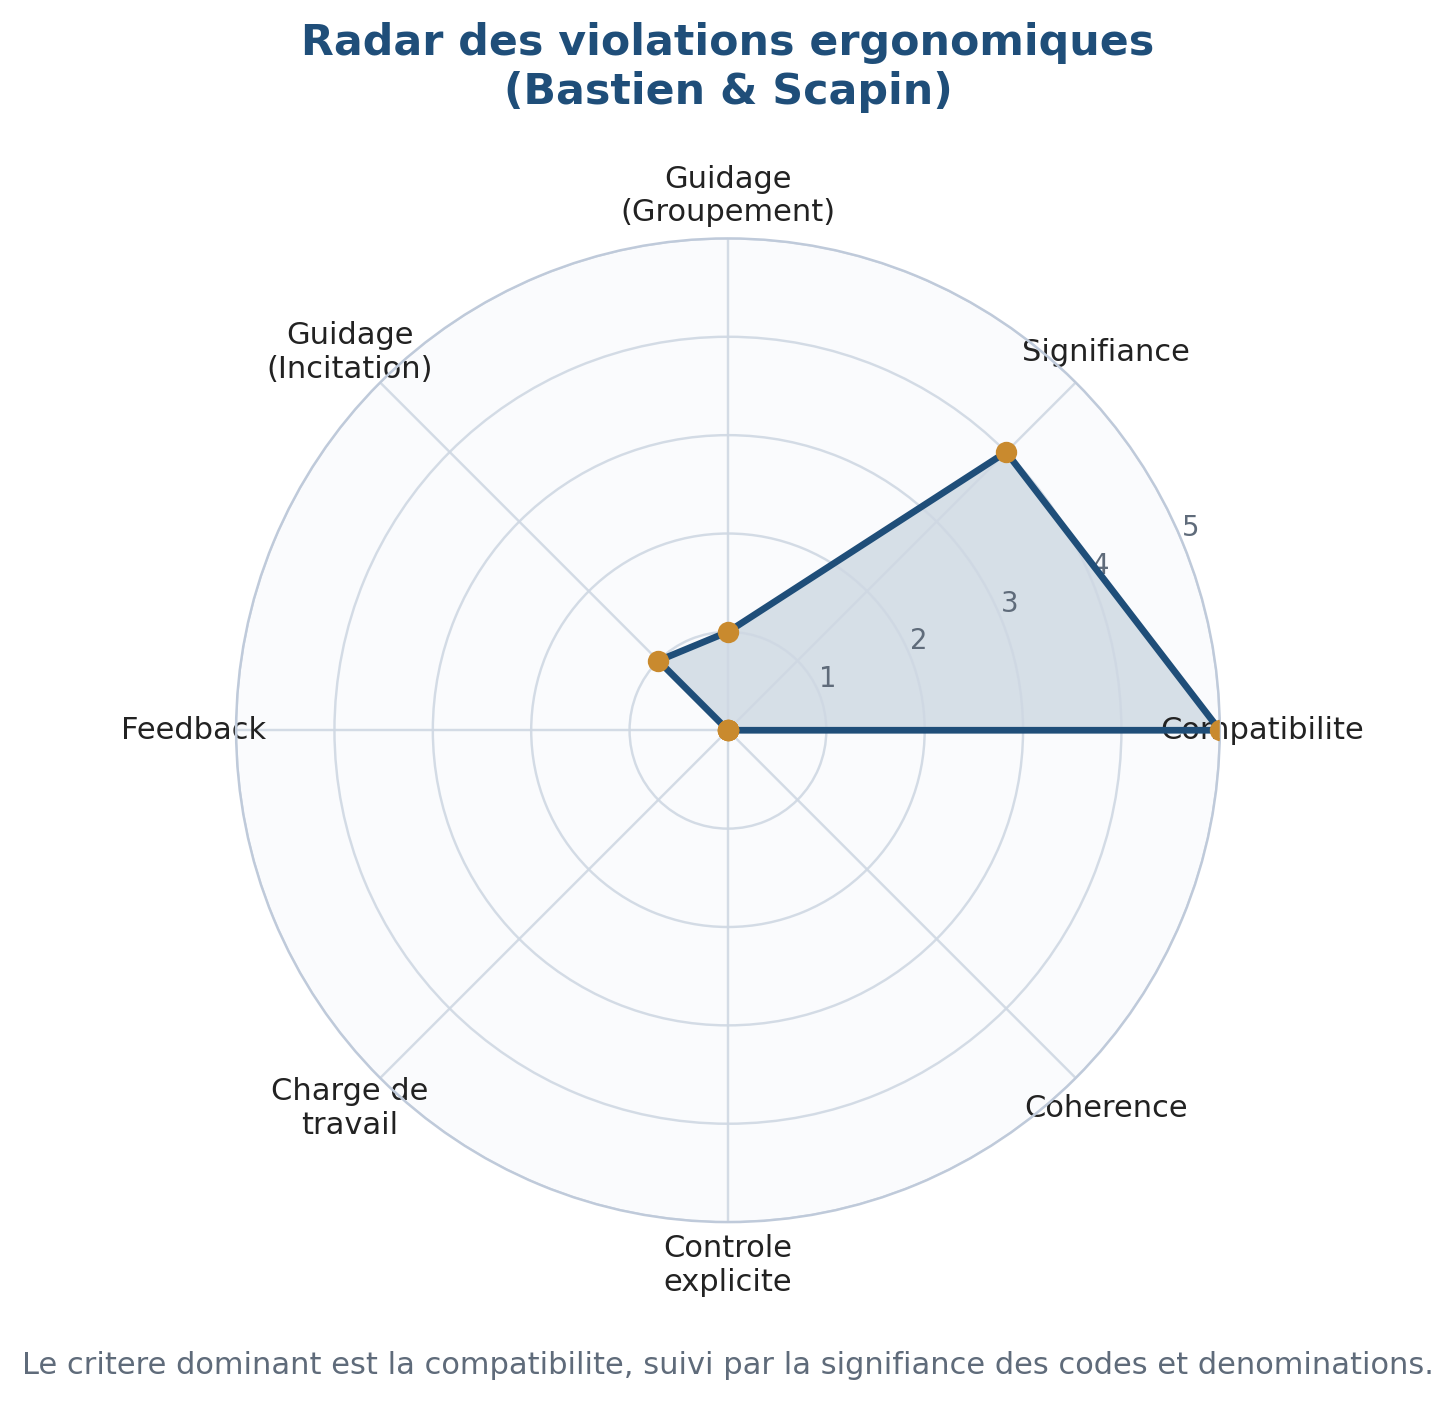 Radar des violations ergonomiques
(Bastien & Scapin)
Guidage
(Groupement)
Guidage
(Incitation)
Signifiance
5
4
3
2
1
Feedback
Compatibilite
Charge de
travail
Coherence
Controle
explicite
Le critere dominant est la compatibilite, suivi par la signifiance des codes et denominations.